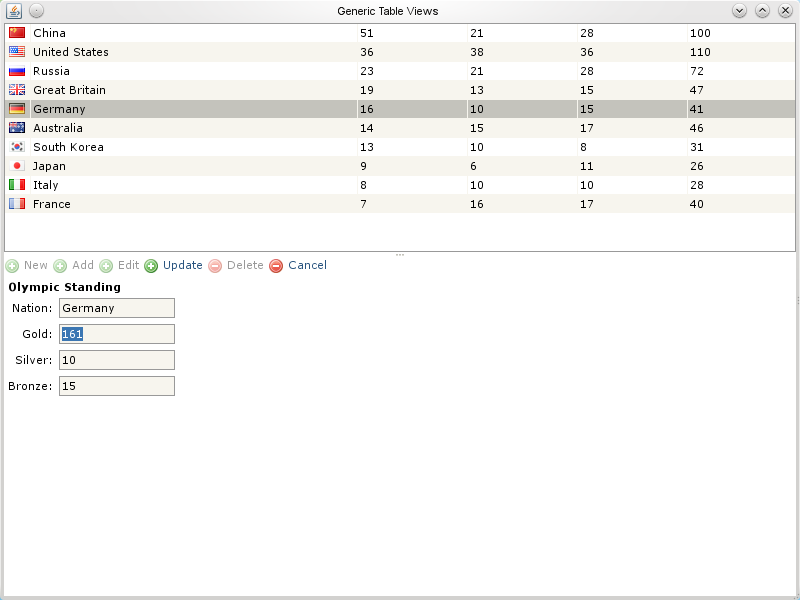 Generic Table Views
China 51 21 28 100
United States 36 38 36 110
Russia 23 21 28 72
Great Britain 19 13 15 47
Germany 16 10 15 41
Australia 14 15 17 46
South Korea 13 10 8 31
Japan 9 6 11 26
Italy 8 10 10 28
France 7 16 17 40
New Add Edit Update Delete Cancel
Olympic Standing
Nation: Germany
Gold: 161
Silver: 10
Bronze: 15